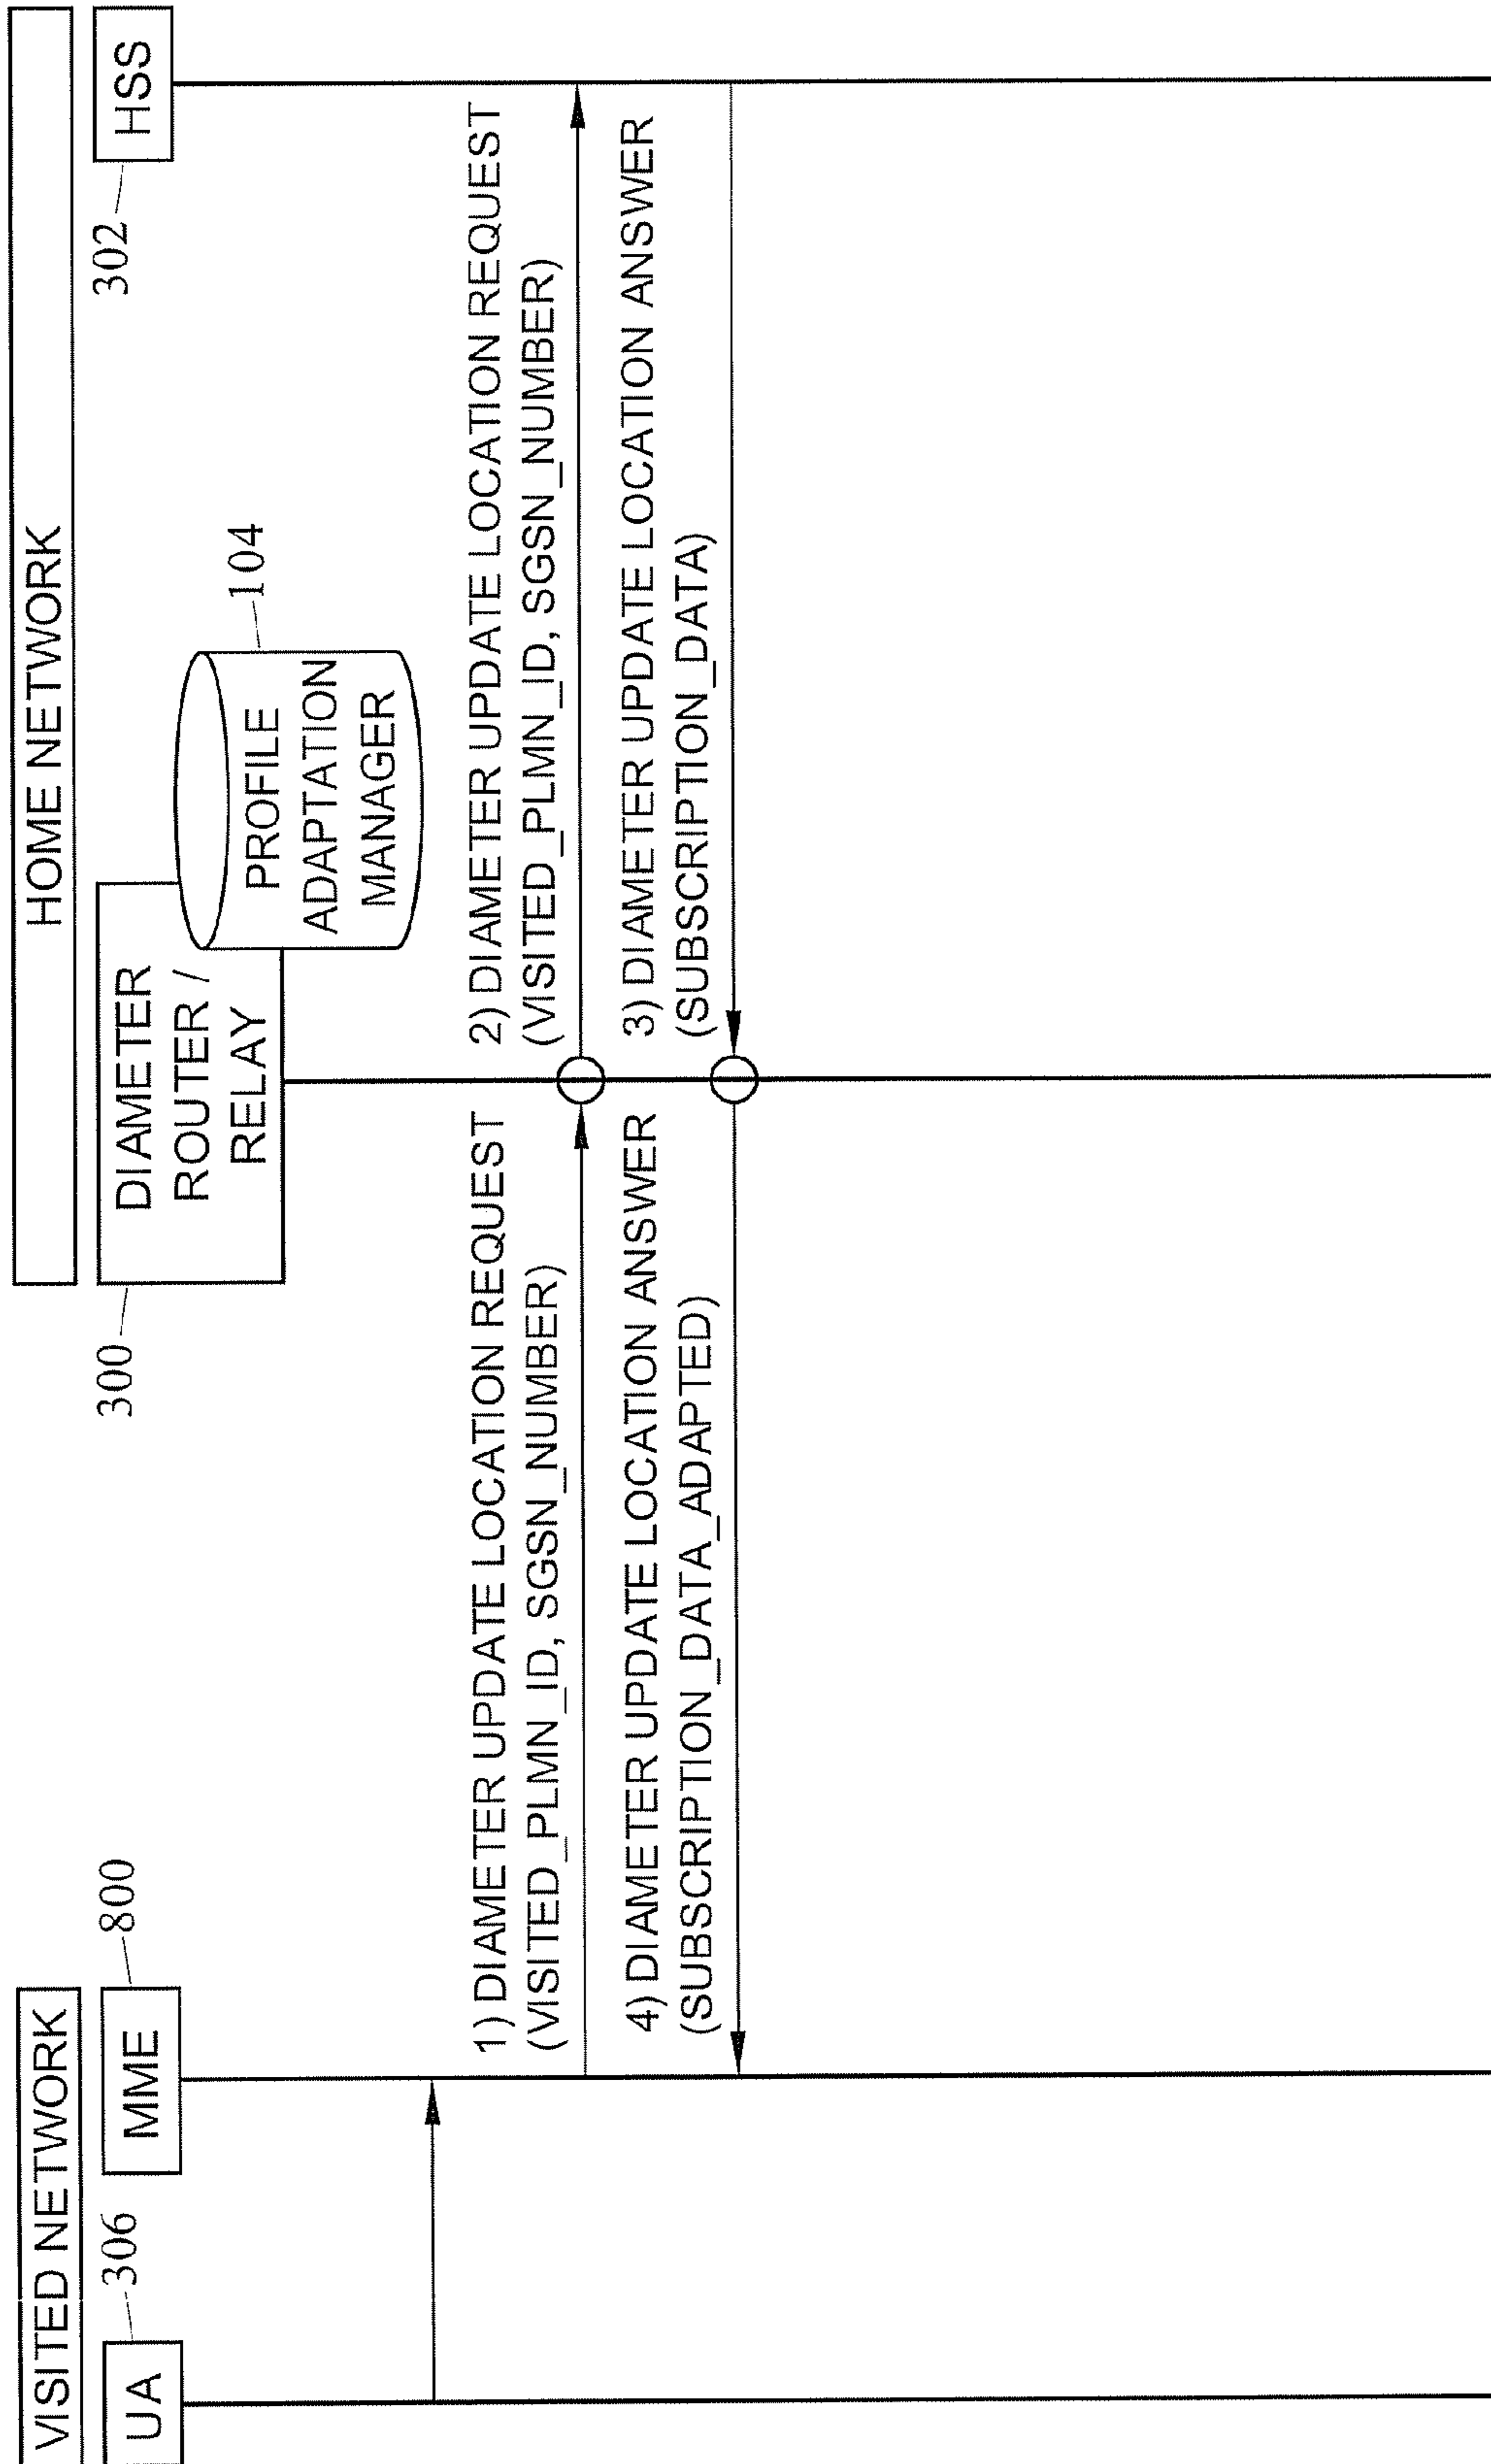 VISITED NETWORK
HOME NETWORK
UA
306
MME
800
300
DIAMETER
ROUTER /
RELAY
PROFILE
ADAPTATION
MANAGER
104
302
HSS
1) DIAMETER UPDATE LOCATION REQUEST
(VISITED_PLMN_ID, SGSN_NUMBER)
2) DIAMETER UPDATE LOCATION REQUEST
(VISITED_PLMN_ID, SGSN_NUMBER)
4) DIAMETER UPDATE LOCATION ANSWER
(SUBSCRIPTION_DATA_ADAPTED)
3) DIAMETER UPDATE LOCATION ANSWER
(SUBSCRIPTION_DATA)